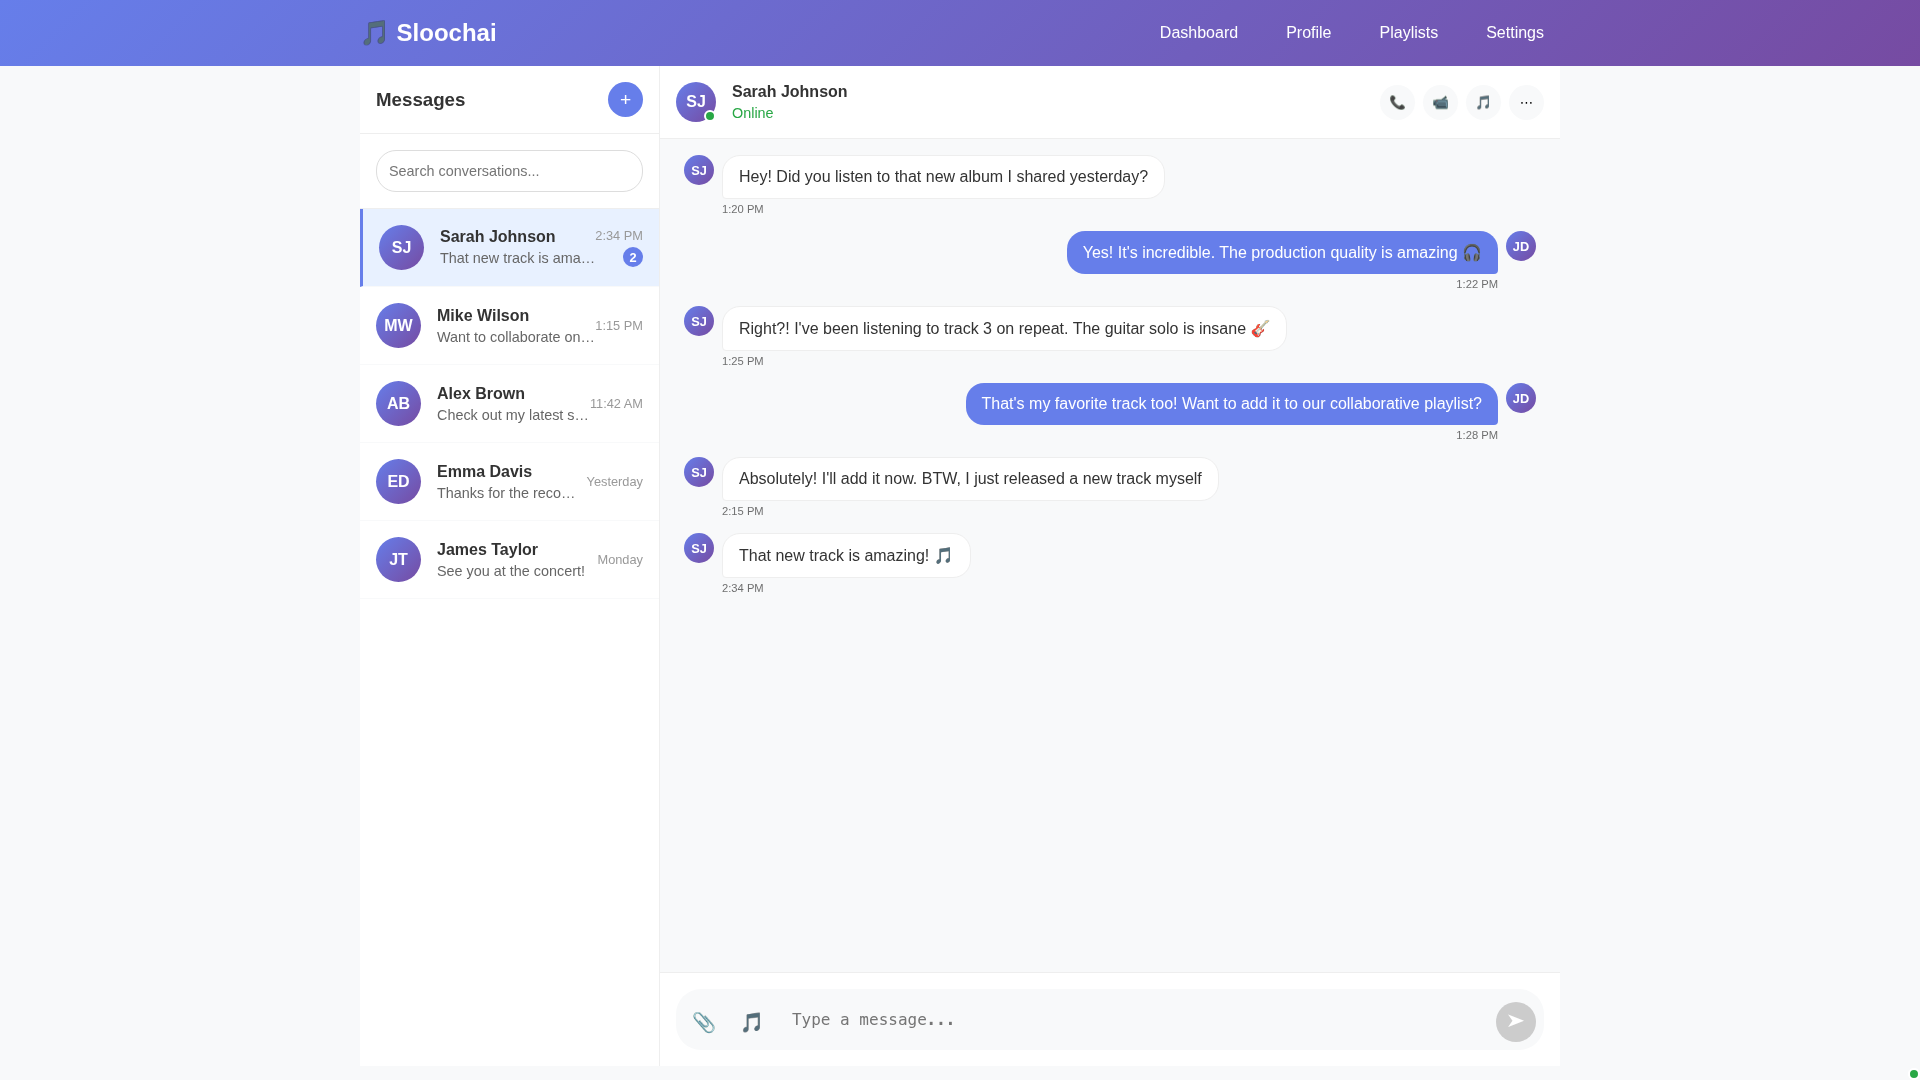 🎵 Sloochai
Dashboard Profile Playlists Settings
Messages
+
Search conversations...
SJ
Sarah Johnson
2:34 PM
That new track is ama…
2
MW
Mike Wilson
1:15 PM
Want to collaborate on…
AB
Alex Brown
11:42 AM
Check out my latest s…
ED
Emma Davis
Yesterday
Thanks for the reco…
JT
James Taylor
Monday
See you at the concert!
SJ
Sarah Johnson
Online
📞 📹 🎵 ⋯
SJ
Hey! Did you listen to that new album I shared yesterday?
1:20 PM
Yes! It's incredible. The production quality is amazing 🎧
JD
1:22 PM
SJ
Right?! I've been listening to track 3 on repeat. The guitar solo is insane 🎸
1:25 PM
That's my favorite track too! Want to add it to our collaborative playlist?
JD
1:28 PM
SJ
Absolutely! I'll add it now. BTW, I just released a new track myself
2:15 PM
SJ
That new track is amazing! 🎵
2:34 PM
📎 🎵 Type a message... ➤